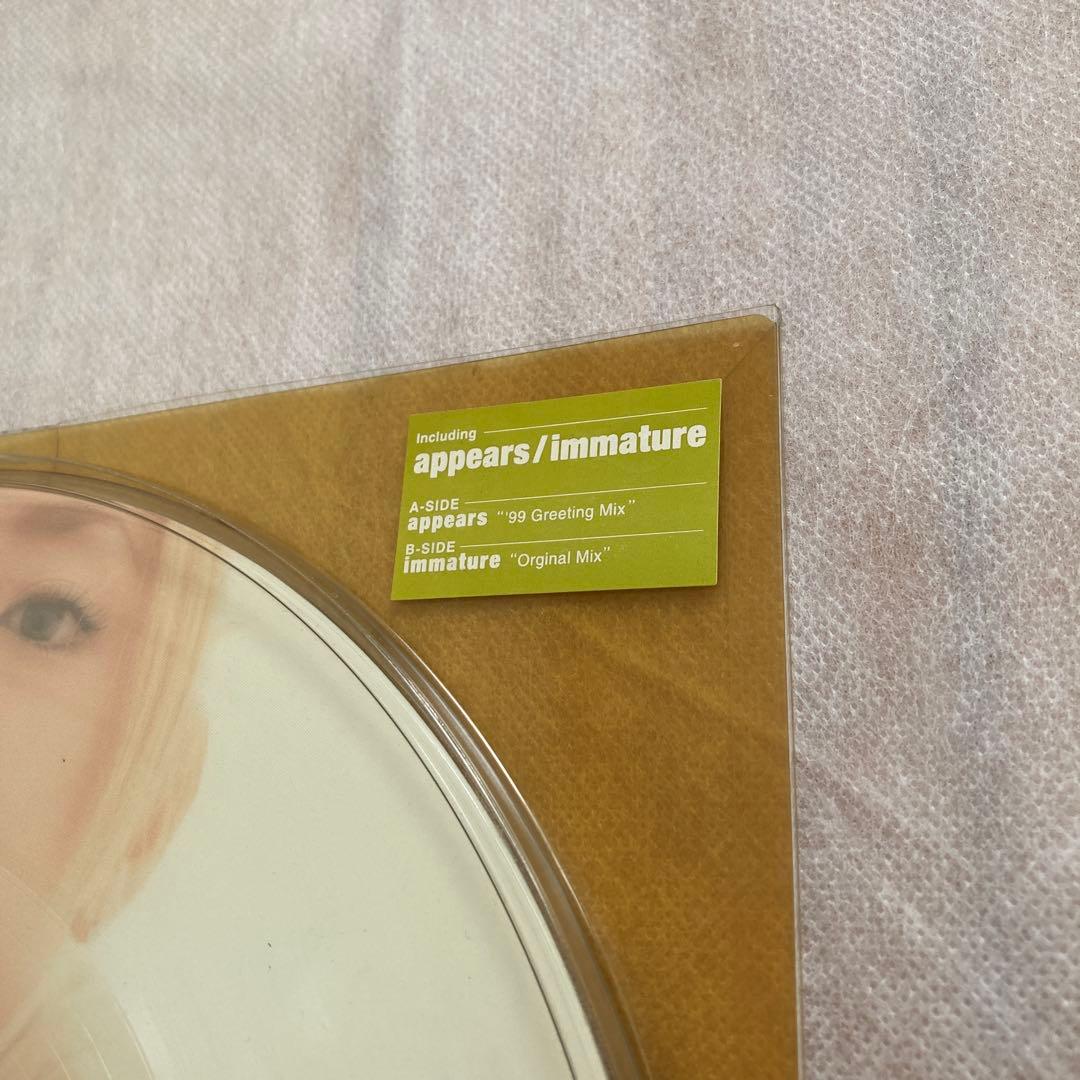 Including
appears/immature
A-SIDE
appears "'99 Greeting Mix"
B-SIDE
immature "Orginal Mix"